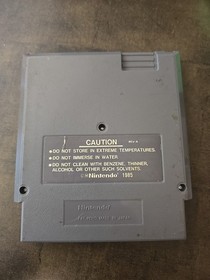 CAUTION
• DO NOT STORE IN EXTREME TEMPERATURES.
• DO NOT IMMERSE IN WATER.
• DO NOT CLEAN WITH BENZENE, THINNER,
ALCOHOL OR OTHER SUCH SOLVENTS.
©Nintendo 1985
Nintendo